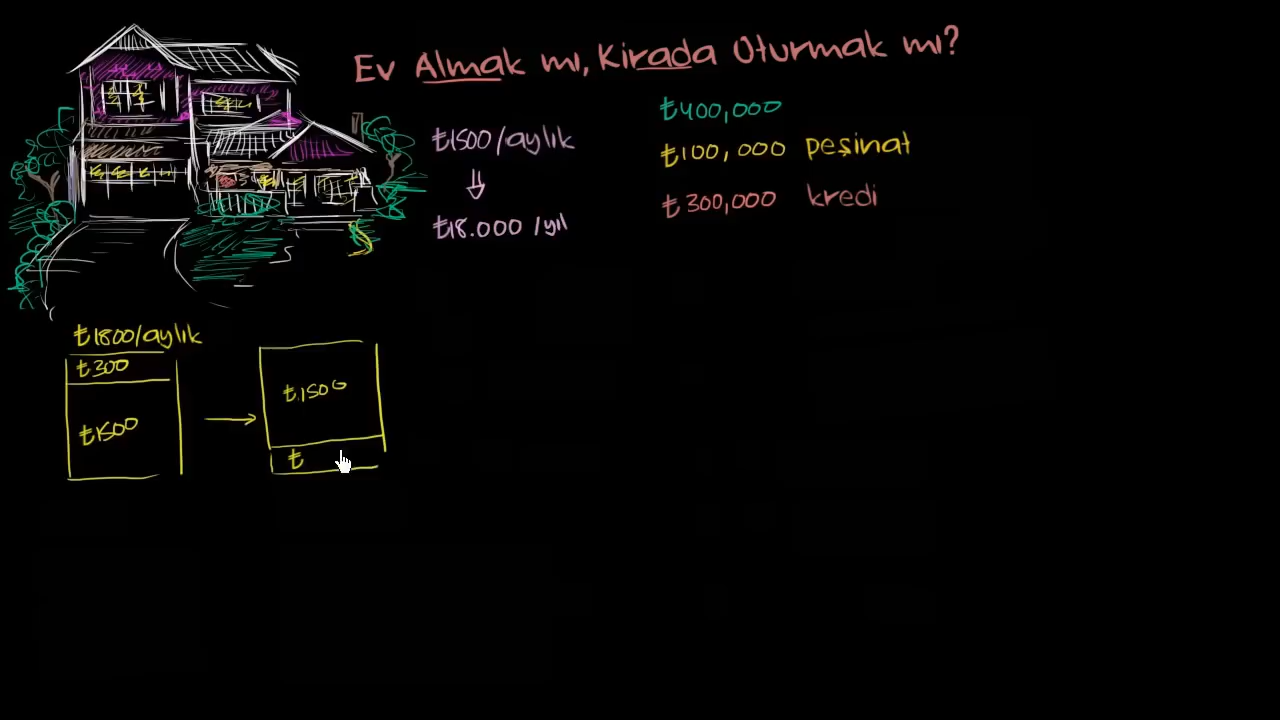 Ev Almak mı, Kirada Oturmak mı?
₺400,000
₺1500/aylık
₺100,000 peşinat
₺300,000 kredi
₺18.000/yıl
₺1800/aylık
₺300
₺1500
₺1500
₺